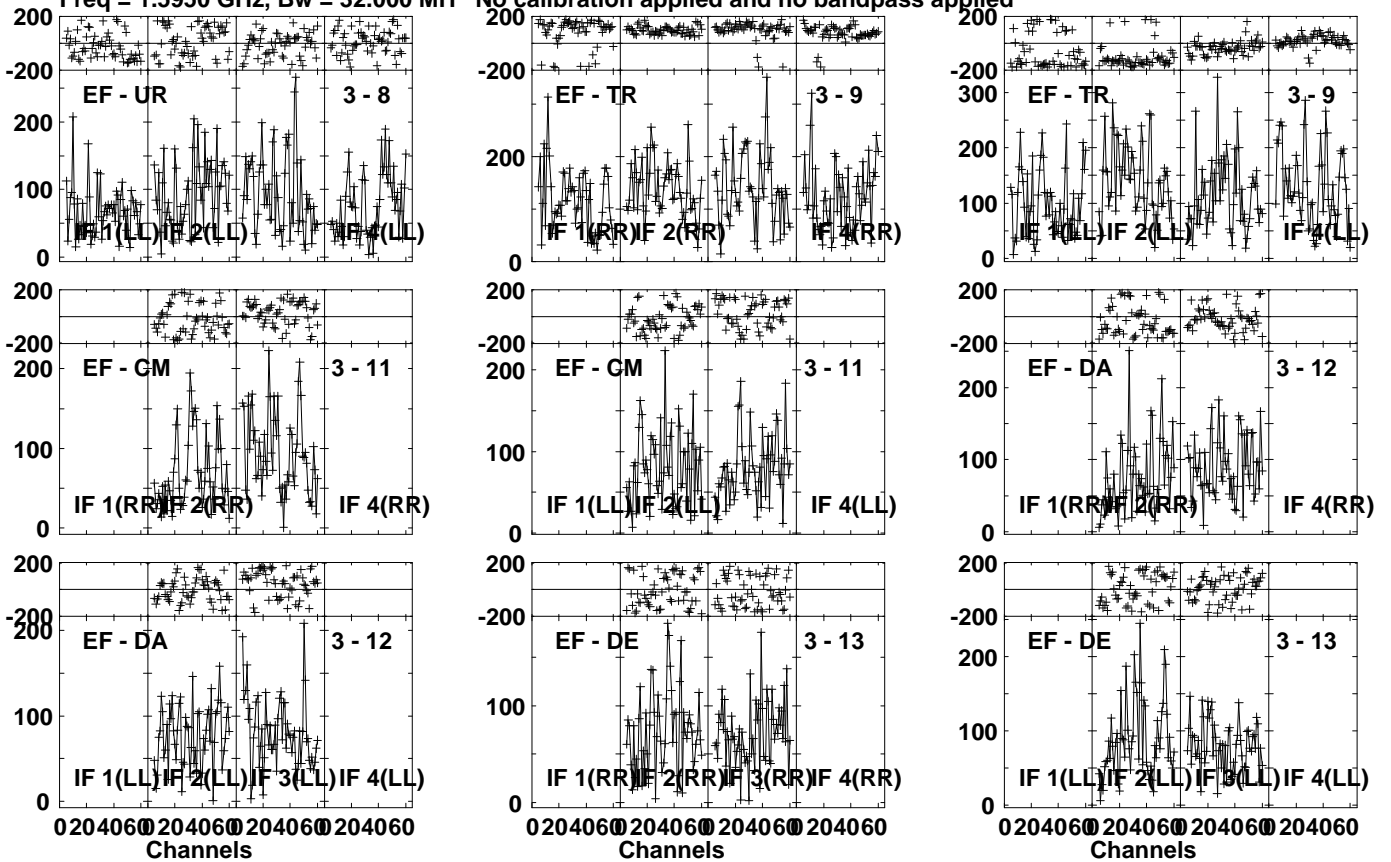 Freq = 1.5950 GHz, Bw = 32.000 MH No calibration applied and no bandpass applied
200 200 200
-200 -200 -200
EF - UR 3 - 8 EF - TR 3 - 9 EF - TR 3 - 9
300
200 200 200
100 100
IF 1(LL) IF 2(LL) IF 4(LL) IF 1(RR) IF 2(RR) IF 4(RR) IF 1(LL) IF 2(LL) IF 4(LL)
0 0 0
200 200 200
-200 -200 -200
EF - CM 3 - 11 EF - CM 3 - 11 EF - DA 3 - 12
200 200 200
100 100 100
IF 1(RR) IF 2(RR) IF 4(RR) IF 1(LL) IF 2(LL) IF 4(LL) IF 1(RR) IF 2(RR) IF 4(RR)
0 0 0
200 200 200
-200 -200 -200
200
EF - DA 3 - 12 EF - DE 3 - 13 EF - DE 3 - 13
200
100 100 100
IF 1(LL) IF 2(LL) IF 3(LL) IF 4(LL) IF 1(RR) IF 2(RR) IF 3(RR) IF 4(RR) IF 1(LL) IF 2(LL) IF 3(LL) IF 4(LL)
0 0 0
0 20 40 60 0 20 40 60 0 20 40 60 0 20 40 60 0 20 40 60 0 20 40 60 0 20 40 60 0 20 40 60 0 20 40 60 0 20 40 60 0 20 40 60 0 20 40 60
Channels Channels Channels